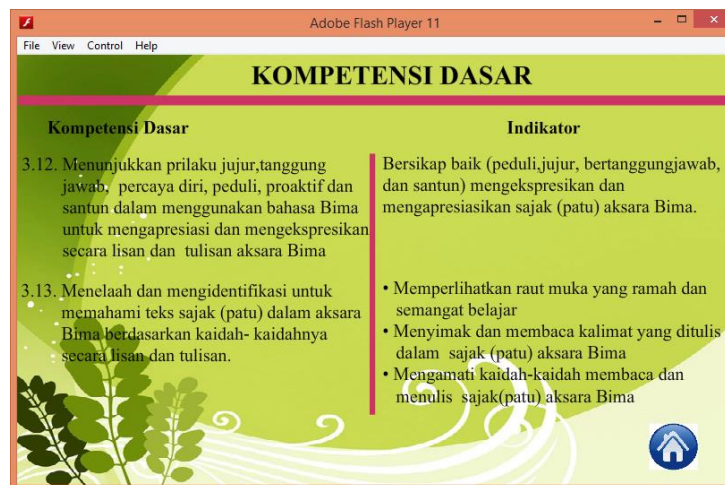 Adobe Flash Player 11
File View Control Help
KOMPETENSI DASAR
Kompetensi Dasar
3.12. Menunjukkan prilaku jujur,tanggung
jawab, percaya diri, peduli, proaktif dan
santun dalam menggunakan bahasa Bima
untuk mengapresiasi dan mengekspresikan
secara lisan dan tulisan aksara Bima
3.13. Menelaah dan mengidentifikasi untuk
memahami teks sajak (patu) dalam aksara
Bima berdasarkan kaidah- kaidahnya
secara lisan dan tulisan.
Indikator
Bersikap baik (peduli,jujur, bertanggungjawab,
dan santun) mengekspresikan dan
mengapresiasikan sajak (patu) aksara Bima.
• Memperlihatkan raut muka yang ramah dan
semangat belajar
• Menyimak dan membaca kalimat yang ditulis
dalam sajak (patu) aksara Bima
• Mengamati kaidah-kaidah membaca dan
menulis sajak(patu) aksara Bima